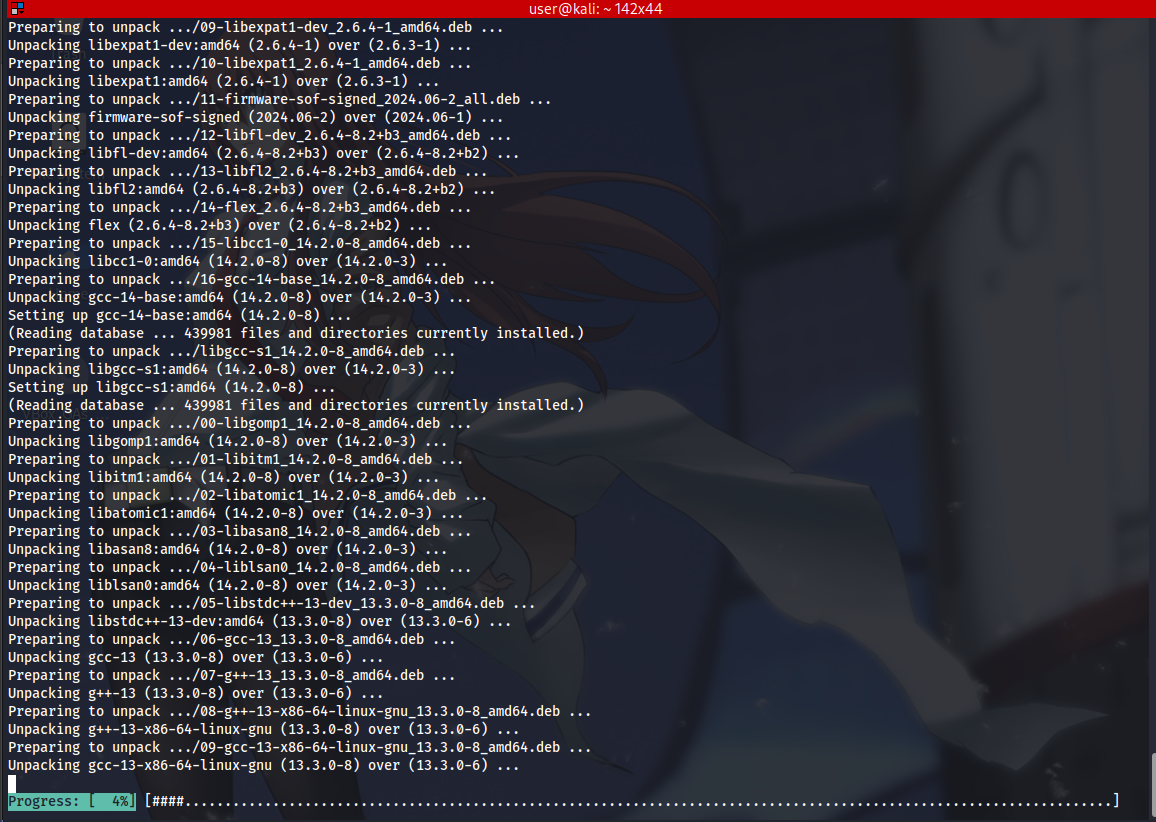 user@kali: ~ 142x44
Preparing to unpack .../09-libexpat1-dev_2.6.4-1_amd64.deb ...
Unpacking libexpat1-dev:amd64 (2.6.4-1) over (2.6.3-1) ...
Preparing to unpack .../10-libexpat1_2.6.4-1_amd64.deb ...
Unpacking libexpat1:amd64 (2.6.4-1) over (2.6.3-1) ...
Preparing to unpack .../11-firmware-sof-signed_2024.06-2_all.deb ...
Unpacking firmware-sof-signed (2024.06-2) over (2024.06-1) ...
Preparing to unpack .../12-libfl-dev_2.6.4-8.2+b3_amd64.deb ...
Unpacking libfl-dev:amd64 (2.6.4-8.2+b3) over (2.6.4-8.2+b2) ...
Preparing to unpack .../13-libfl2_2.6.4-8.2+b3_amd64.deb ...
Unpacking libfl2:amd64 (2.6.4-8.2+b3) over (2.6.4-8.2+b2) ...
Preparing to unpack .../14-flex_2.6.4-8.2+b3_amd64.deb ...
Unpacking flex (2.6.4-8.2+b3) over (2.6.4-8.2+b2) ...
Preparing to unpack .../15-libcc1-0_14.2.0-8_amd64.deb ...
Unpacking libcc1-0:amd64 (14.2.0-8) over (14.2.0-3) ...
Preparing to unpack .../16-gcc-14-base_14.2.0-8_amd64.deb ...
Unpacking gcc-14-base:amd64 (14.2.0-8) over (14.2.0-3) ...
Setting up gcc-14-base:amd64 (14.2.0-8) ...
(Reading database ... 439981 files and directories currently installed.)
Preparing to unpack .../libgcc-s1_14.2.0-8_amd64.deb ...
Unpacking libgcc-s1:amd64 (14.2.0-8) over (14.2.0-3) ...
Setting up libgcc-s1:amd64 (14.2.0-8) ...
(Reading database ... 439981 files and directories currently installed.)
Preparing to unpack .../00-libgomp1_14.2.0-8_amd64.deb ...
Unpacking libgomp1:amd64 (14.2.0-8) over (14.2.0-3) ...
Preparing to unpack .../01-libitm1_14.2.0-8_amd64.deb ...
Unpacking libitm1:amd64 (14.2.0-8) over (14.2.0-3) ...
Preparing to unpack .../02-libatomic1_14.2.0-8_amd64.deb ...
Unpacking libatomic1:amd64 (14.2.0-8) over (14.2.0-3) ...
Preparing to unpack .../03-libasan8_14.2.0-8_amd64.deb ...
Unpacking libasan8:amd64 (14.2.0-8) over (14.2.0-3) ...
Preparing to unpack .../04-liblsan0_14.2.0-8_amd64.deb ...
Unpacking liblsan0:amd64 (14.2.0-8) over (14.2.0-3) ...
Preparing to unpack .../05-libstdc++-13-dev_13.3.0-8_amd64.deb ...
Unpacking libstdc++-13-dev:amd64 (13.3.0-8) over (13.3.0-6) ...
Preparing to unpack .../06-gcc-13_13.3.0-8_amd64.deb ...
Unpacking gcc-13 (13.3.0-8) over (13.3.0-6) ...
Preparing to unpack .../07-g++-13_13.3.0-8_amd64.deb ...
Unpacking g++-13 (13.3.0-8) over (13.3.0-6) ...
Preparing to unpack .../08-g++-13-x86-64-linux-gnu_13.3.0-8_amd64.deb ...
Unpacking g++-13-x86-64-linux-gnu (13.3.0-8) over (13.3.0-6) ...
Preparing to unpack .../09-gcc-13-x86-64-linux-gnu_13.3.0-8_amd64.deb ...
Unpacking gcc-13-x86-64-linux-gnu (13.3.0-8) over (13.3.0-6) ...
Progress: [  4%] [####....................................................................................................................]